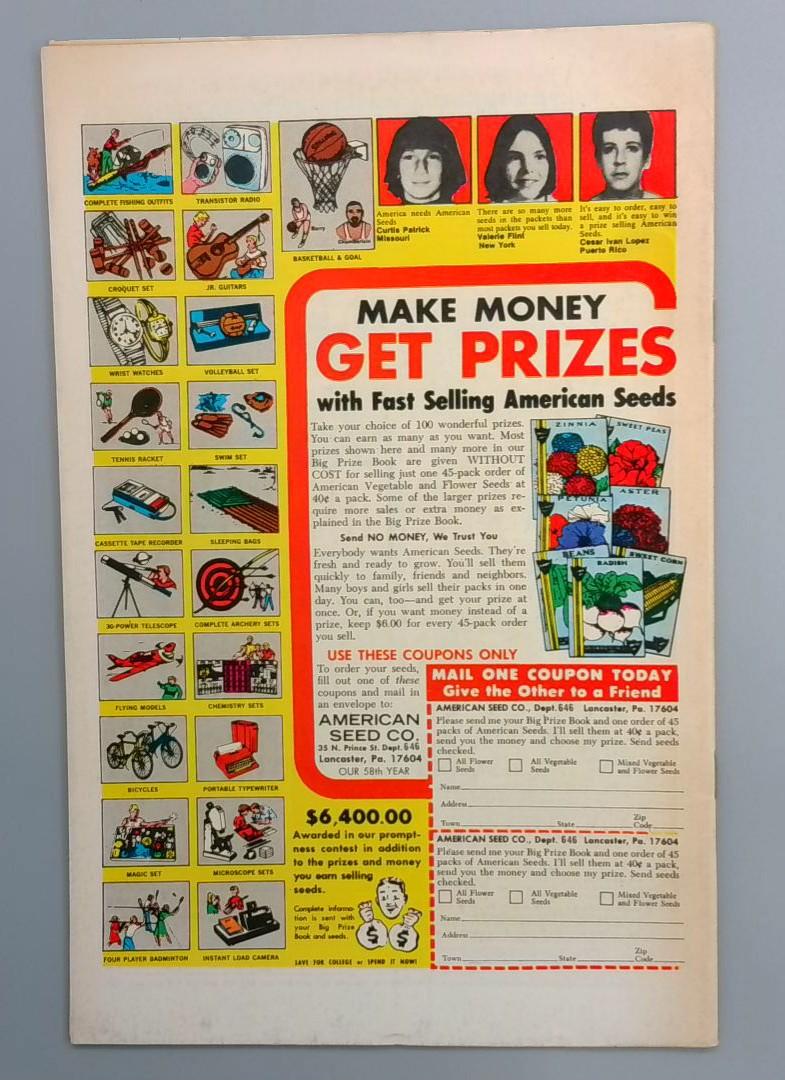 COMPLETE FISHING OUTFITS
TRANSISTOR RADIO
CROQUET SET
JR. GUITARS
WRIST WATCHES
VOLLEYBALL SET
TENNIS RACKET
SWIM SET
CASSETTE TAPE RECORDER
SLEEPING BAGS
30-POWER TELESCOPE
COMPLETE ARCHERY SETS
FLYING MODELS
CHEMISTRY SETS
BICYCLES
PORTABLE TYPEWRITER
MAGIC SET
MICROSCOPE SETS
FOUR PLAYER BADMINTON
INSTANT LOAD CAMERA
SPALDING
Barry
Chamberlain
BASKETBALL & GOAL
America needs American
Seeds
Curtis Patrick
Missouri
There are so many more
seeds in the packets than
most packets you sell today.
Valerie Flint
New York
It's easy to order, easy to
sell, and it's easy to win
a prize selling American
Seeds.
Cesar Ivan Lopez
Puerto Rico
MAKE MONEY
GET PRIZES
with Fast Selling American Seeds
Take your choice of 100 wonderful prizes.
You can earn as many as you want. Most
prizes shown here and many more in our
Big Prize Book are given WITHOUT
COST for selling just one 45-pack order of
American Vegetable and Flower Seeds at
40¢ a pack. Some of the larger prizes re-
quire more sales or extra money as ex-
plained in the Big Prize Book.
Send NO MONEY, We Trust You
Everybody wants American Seeds. They're
fresh and ready to grow. You'll sell them
quickly to family, friends and neighbors.
Many boys and girls sell their packs in one
day. You can, too—and get your prize at
once. Or, if you want money instead of a
prize, keep $6.00 for every 45-pack order
you sell.
ZINNIA
SWEET PEAS
PETUNIA
ASTER
BEANS
RADISH
SWEET CORN
USE THESE COUPONS ONLY
To order your seeds,
fill out one of these
coupons and mail in
an envelope to:
AMERICAN
SEED CO.
35 N. Prince St. Dept. 646
Lancaster, Pa. 17604
OUR 58th YEAR
$6,400.00
Awarded in our prompt-
ness contest in addition
to the prizes and money
you earn selling
seeds.
Complete informa-
tion is sent with
your Big Prize
Book and seeds.
$ $
SAVE FOR COLLEGE or SPEND IT NOW!
MAIL ONE COUPON TODAY
Give the Other to a Friend
AMERICAN SEED CO., Dept. 646 Lancaster, Pa. 17604
Please send me your Big Prize Book and one order of 45
packs of American Seeds. I'll sell them at 40¢ a pack,
send you the money and choose my prize. Send seeds
checked.
All Flower Seeds
All Vegetable Seeds
Mixed Vegetable and Flower Seeds
Name
Address
Town State Zip Code
AMERICAN SEED CO., Dept. 646 Lancaster, Pa. 17604
Please send me your Big Prize Book and one order of 45
packs of American Seeds. I'll sell them at 40¢ a pack,
send you the money and choose my prize. Send seeds
checked.
All Flower Seeds
All Vegetable Seeds
Mixed Vegetable and Flower Seeds
Name
Address
Town State Zip Code